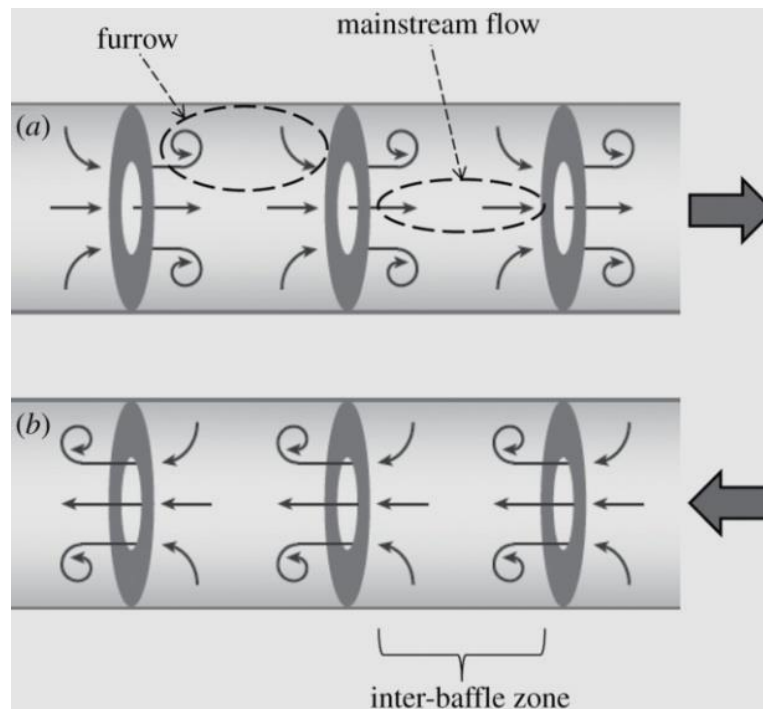 mainstream flow
furrow
(a)
(b)
inter-baffle zone